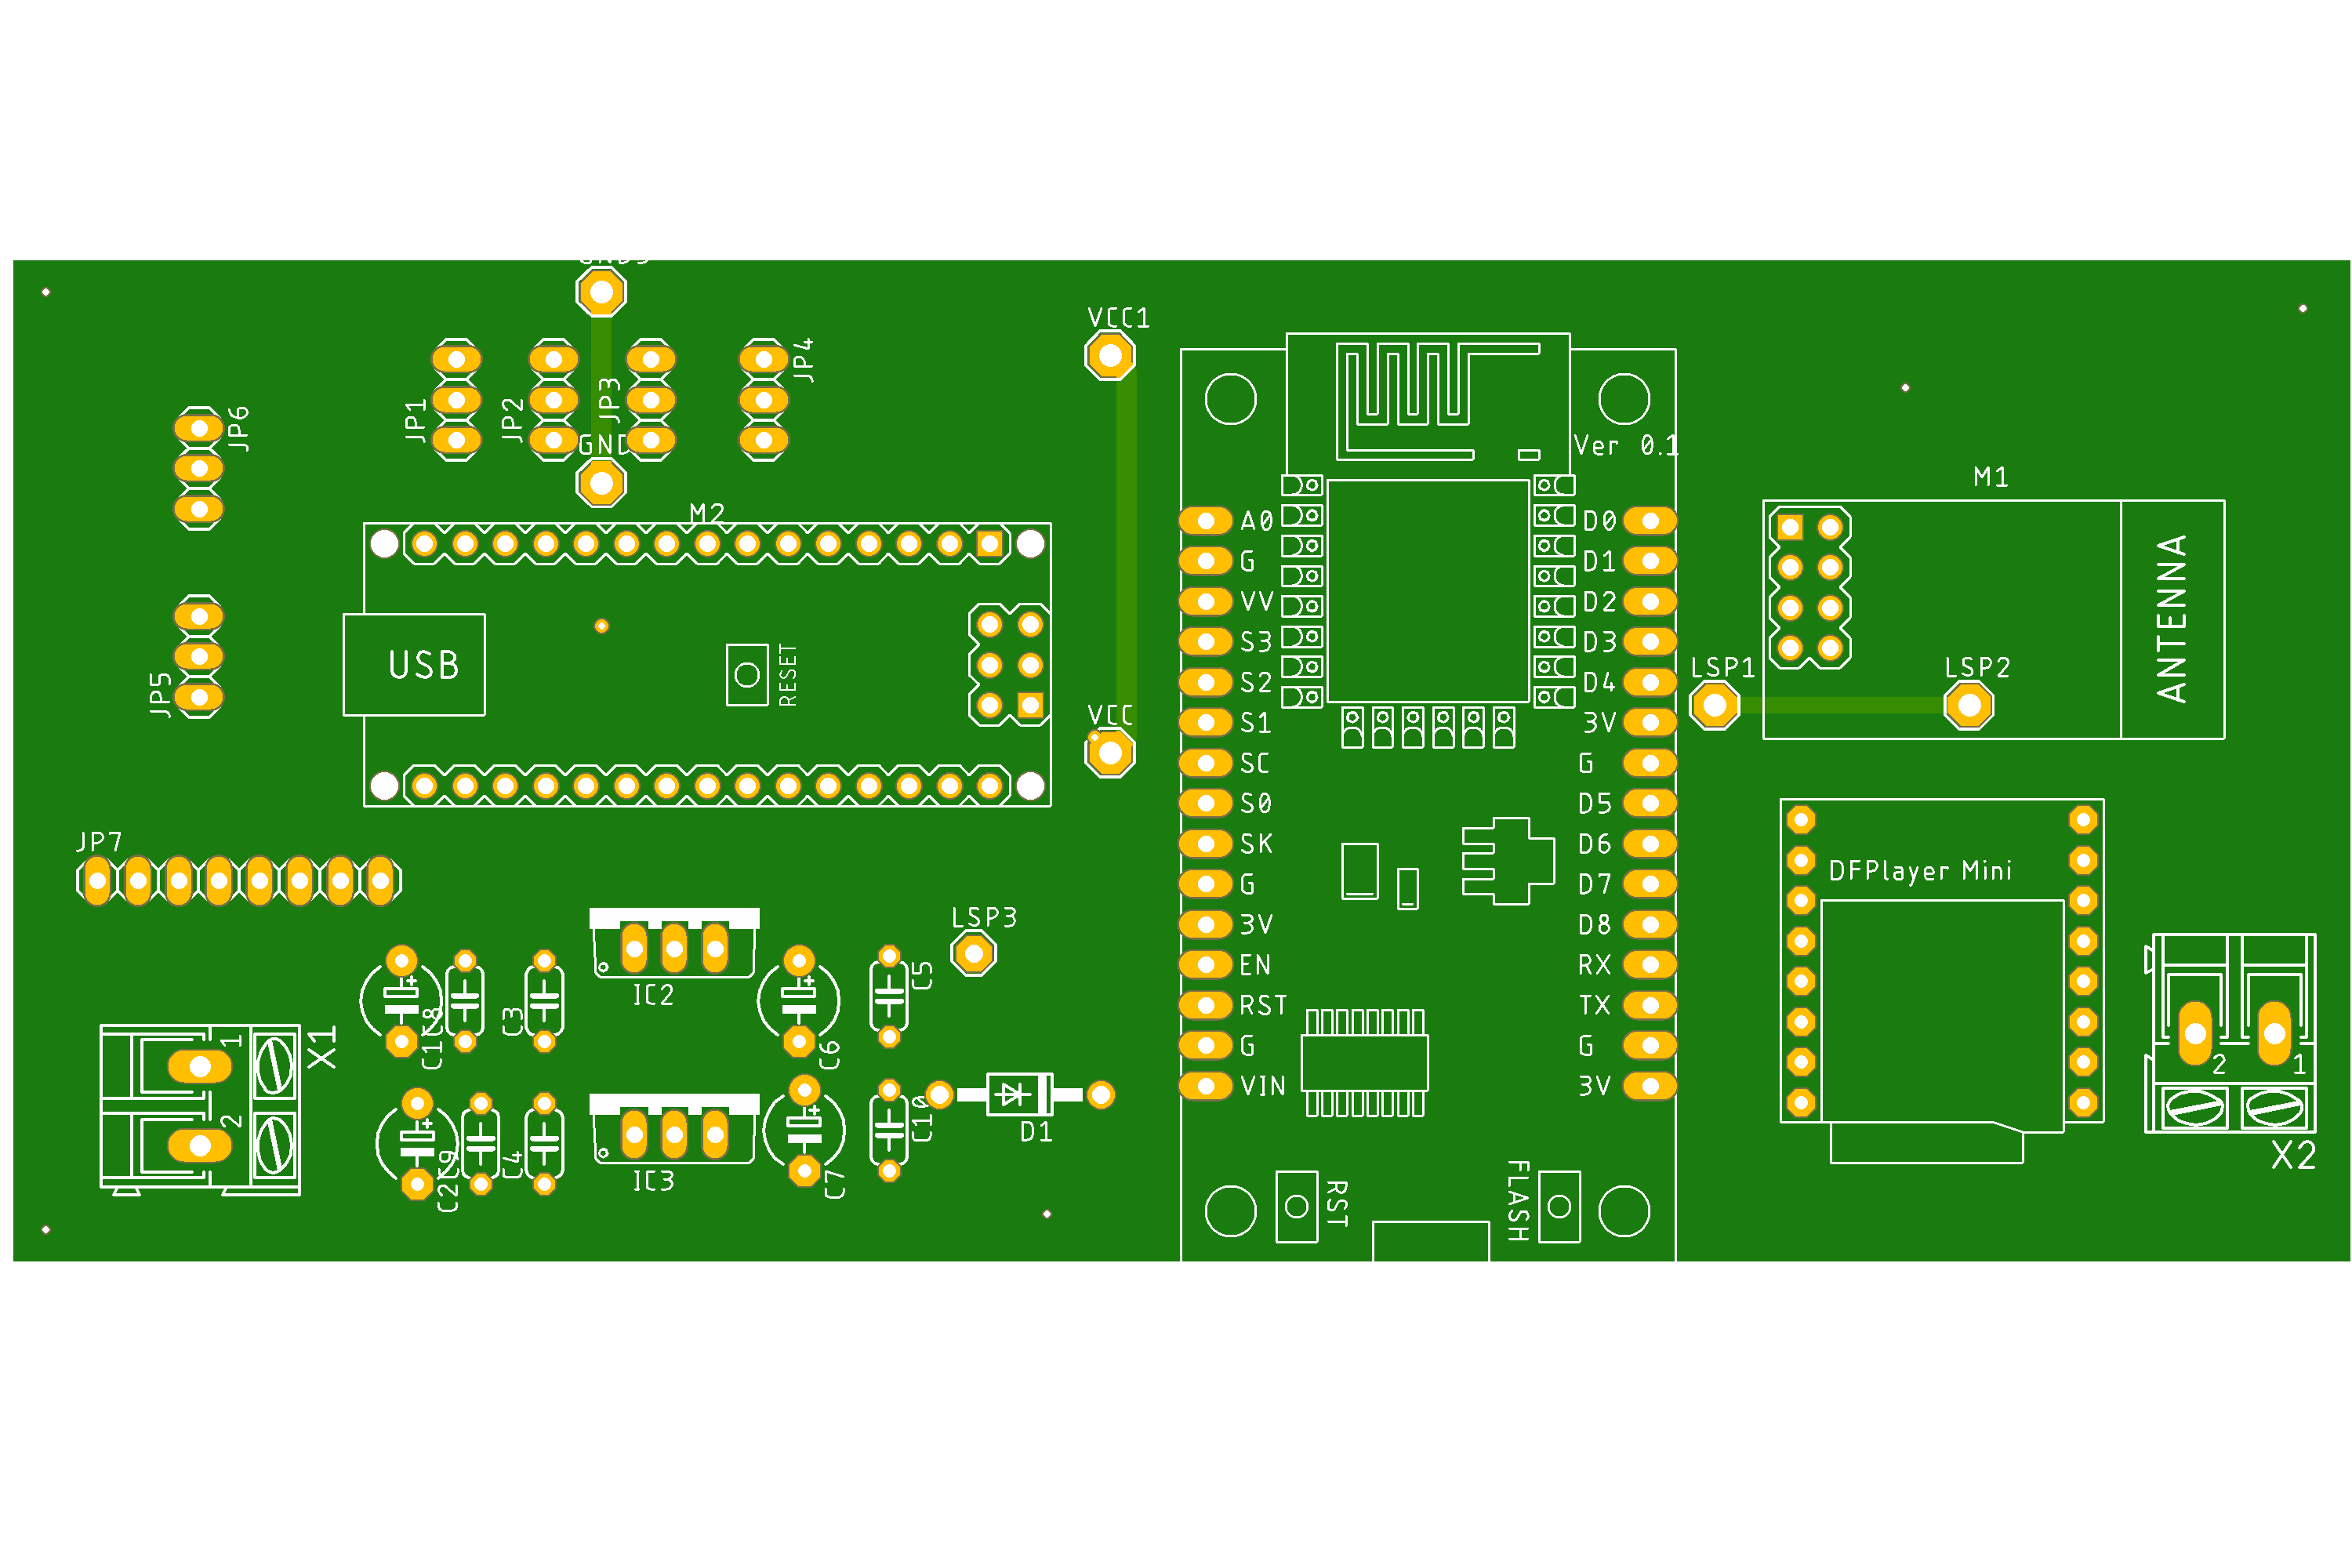 VCC1
JP4
JP3
JP1
JP2
JP6
GND
Ver 0.1
M1
M2
A0
D0
G
D1
VV
D2
S3
D3
S2
D4
S1
3V
SC
G
S0
D5
SK
D6
G
D7
3V
D8
EN
RX
RST
TX
G
G
VIN
3V
ANTENNA
USB
RESET
LSP1
LSP2
JP5
VCC
JP7
DFPlayer Mini
LSP3
C5
IC2
C8
C3
C1
C6
X1
1
2
C10
D1
2
1
X2
C9
C4
C2
IC3
C7
RST
FLASH